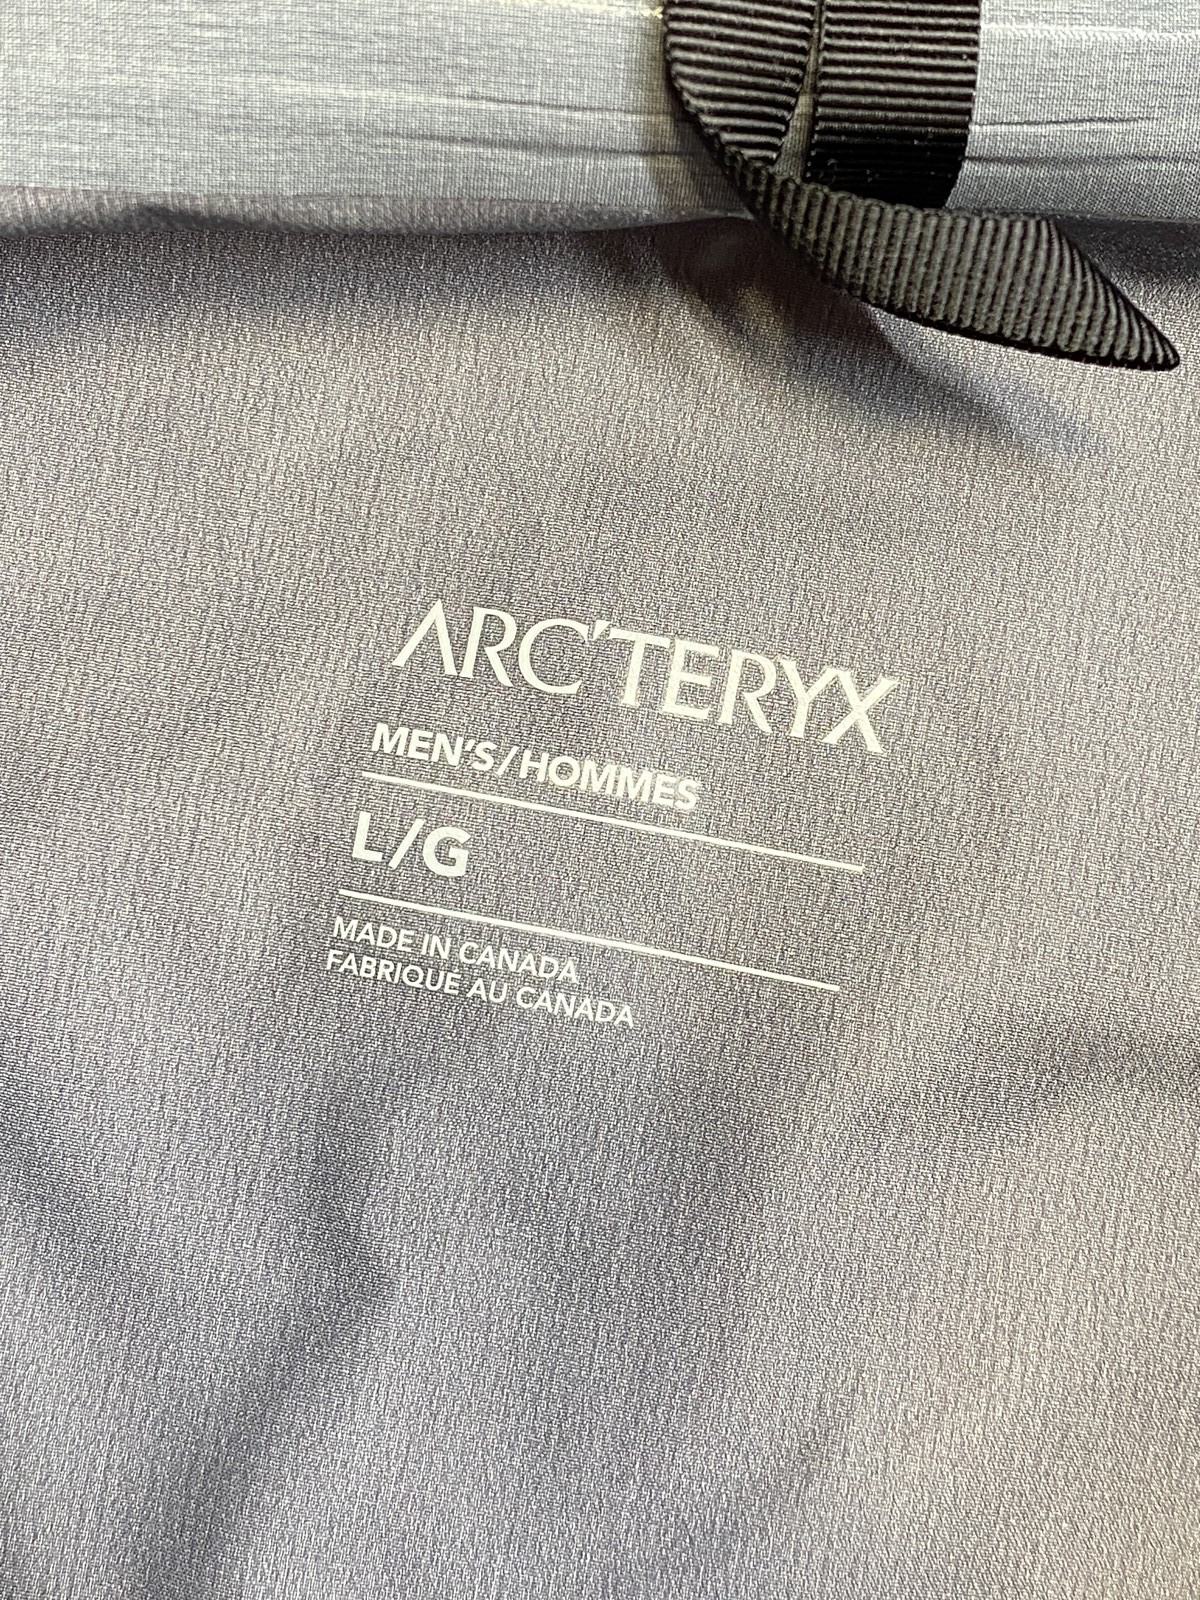 ARC'TERYX
MEN'S/HOMMES
L/G
MADE IN CANADA
FABRIQUÉ AU CANADA